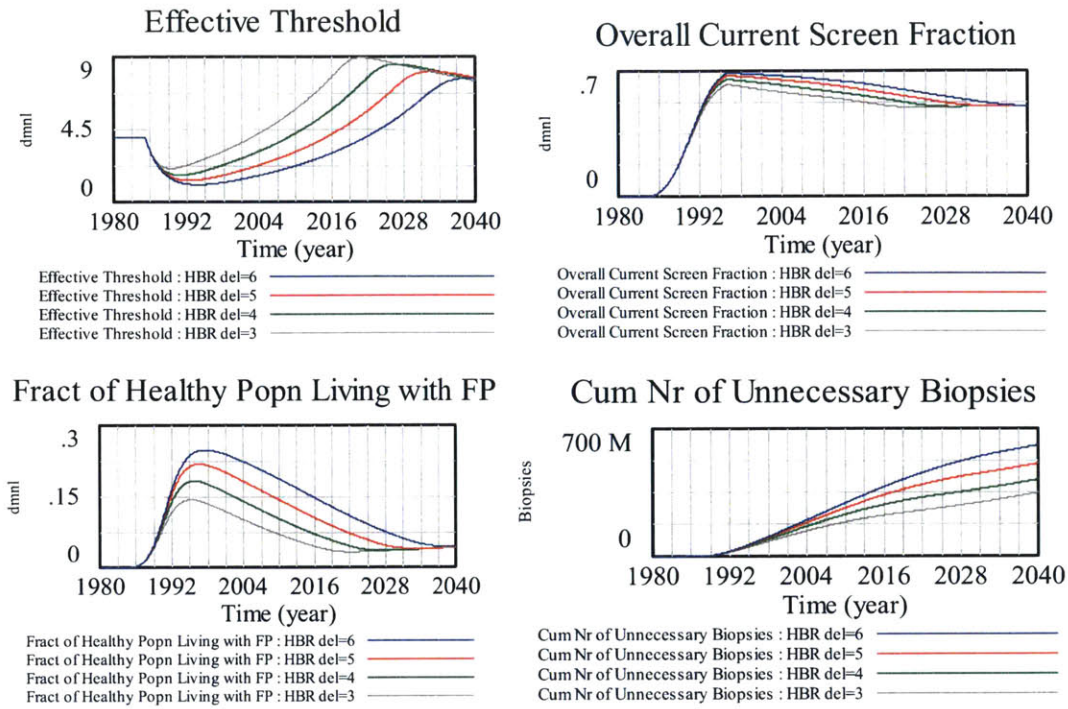 Effective Threshold
9
4.5
0
dmnl
1980 1992 2004 2016 2028 2040
Time (year)
Effective Threshold : HBR del=6
Effective Threshold : HBR del=5
Effective Threshold : HBR del=4
Effective Threshold : HBR del=3
Overall Current Screen Fraction
.7
0
dmnl
1980 1992 2004 2016 2028 2040
Time (year)
Overall Current Screen Fraction : HBR del=6
Overall Current Screen Fraction : HBR del=5
Overall Current Screen Fraction : HBR del=4
Overall Current Screen Fraction : HBR del=3
Fract of Healthy Popn Living with FP
.3
.15
0
dmnl
1980 1992 2004 2016 2028 2040
Time (year)
Fract of Healthy Popn Living with FP : HBR del=6
Fract of Healthy Popn Living with FP : HBR del=5
Fract of Healthy Popn Living with FP : HBR del=4
Fract of Healthy Popn Living with FP : HBR del=3
Cum Nr of Unnecessary Biopsies
700 M
0
Biopsies
1980 1992 2004 2016 2028 2040
Time (year)
Cum Nr of Unnecessary Biopsies : HBR del=6
Cum Nr of Unnecessary Biopsies : HBR del=5
Cum Nr of Unnecessary Biopsies : HBR del=4
Cum Nr of Unnecessary Biopsies : HBR del=3